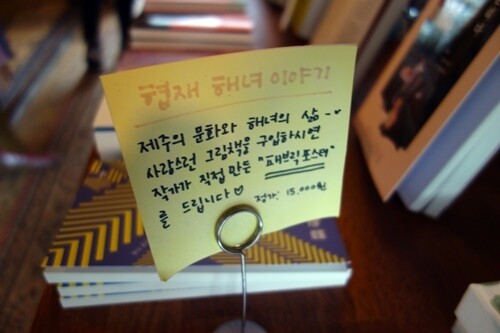 협재 해녀 이야기
제주의 문화와 해녀의 삶~
사랑스런 그림책을 구입하시면
작가가 직접 만든 "패브릭 포스터"
를 드립니다♡ 정가: 15,000원